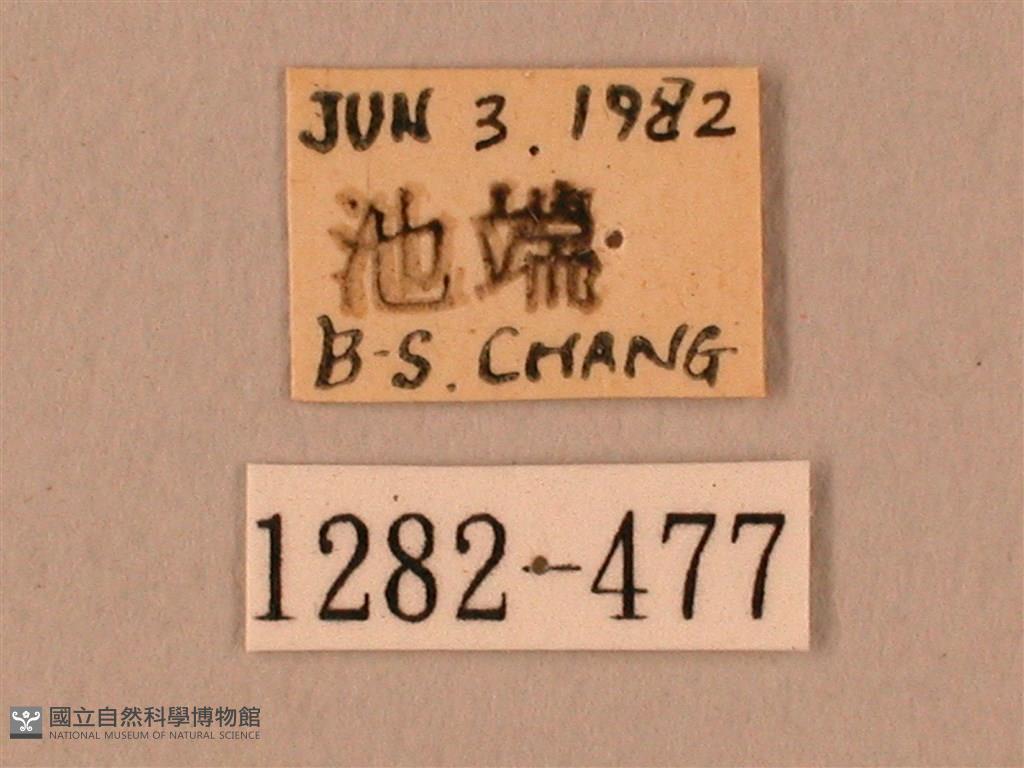 JUN 3. 1982
池端
B-S. CHANG
1282-477
國立自然科學博物館
NATIONAL MUSEUM OF NATURAL SCIENCE